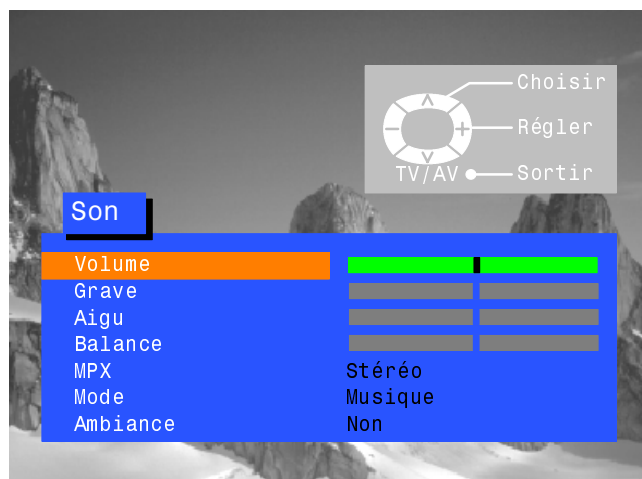 Choisir
Régler
TV/AV Sortir
Son
Volume
Grave
Aigu
Balance
MPX Stéréo
Mode Musique
Ambiance Non